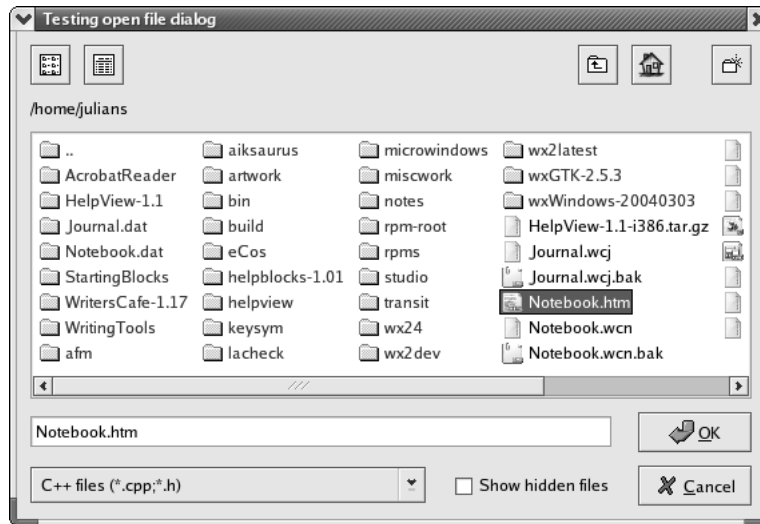 Testing open file dialog
/home/julians
.. aiksaurus microwindows wx2latest
AcrobatReader artwork miscwork wxGTK-2.5.3
HelpView-1.1 bin notes wxWindows-20040303
Journal.dat build rpm-root HelpView-1.1-i386.tar.gz
Notebook.dat eCos rpms Journal.wcj
StartingBlocks helpblocks-1.01 studio Journal.wcj.bak
WritersCafe-1.17 helpview transit Notebook.htm
WritingTools keysym wx24 Notebook.wcn
afm lacheck wx2dev Notebook.wcn.bak
Notebook.htm OK
C++ files (*.cpp;*.h) Show hidden files Cancel